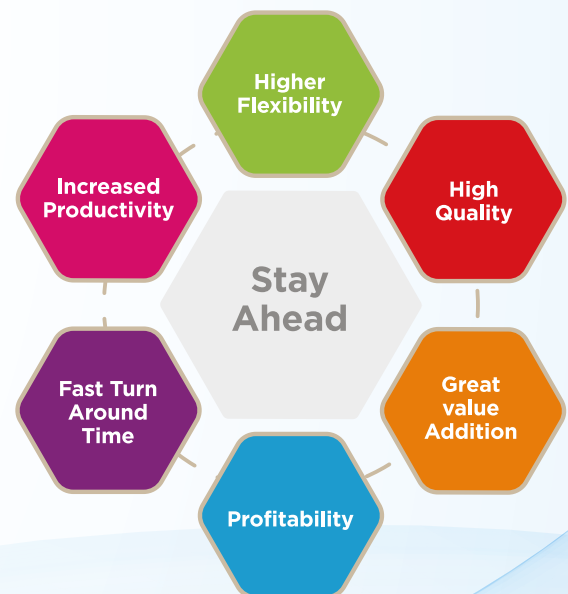 Higher
Flexibility
Increased
Productivity
High
Quality
Stay
Ahead
Fast Turn
Around
Time
Great
value
Addition
Profitability